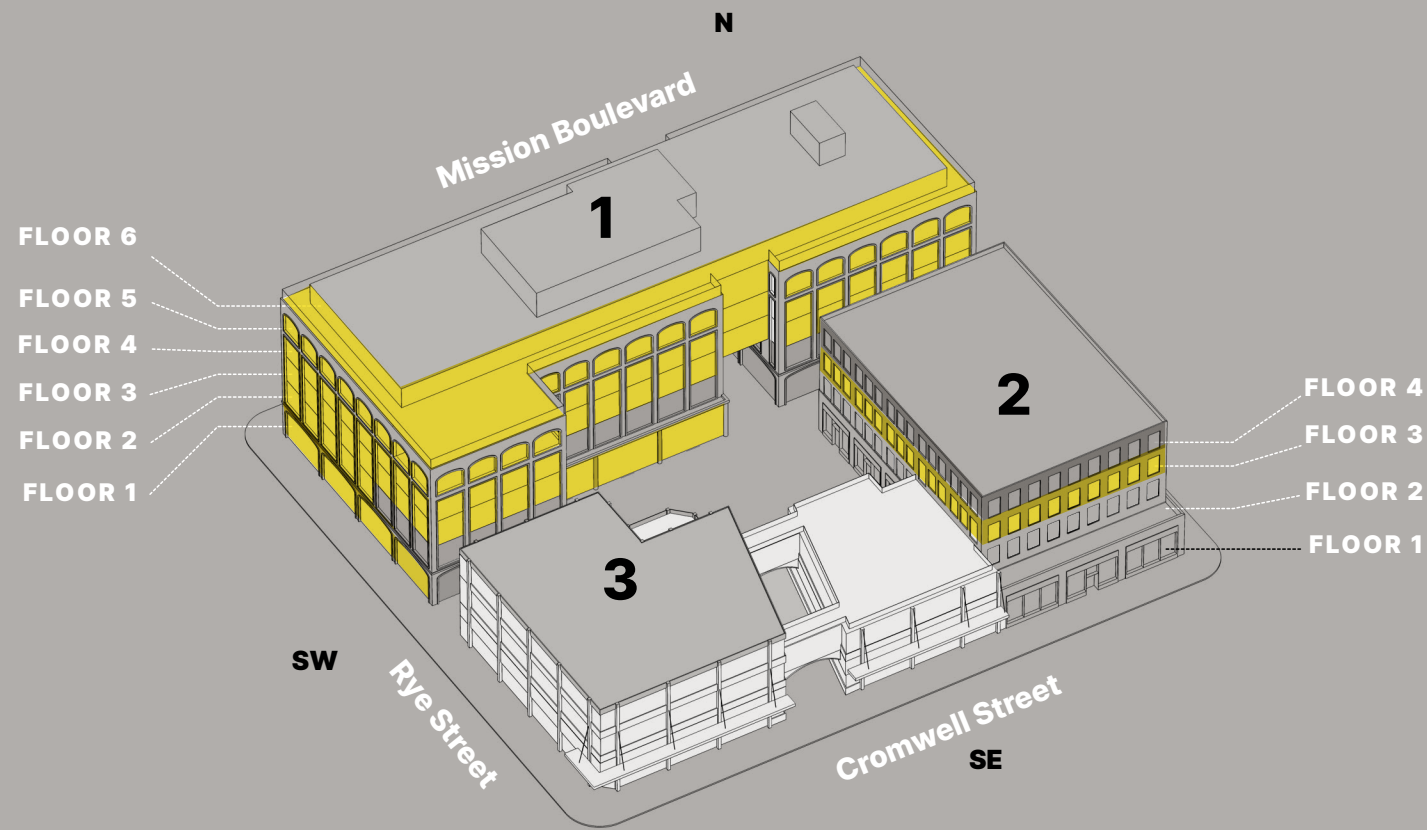 N
Mission Boulevard
1
FLOOR 6
FLOOR 5
FLOOR 4
FLOOR 3
FLOOR 2
FLOOR 1
2
FLOOR 4
FLOOR 3
FLOOR 2
FLOOR 1
3
SW
Rye Street
Cromwell Street
SE